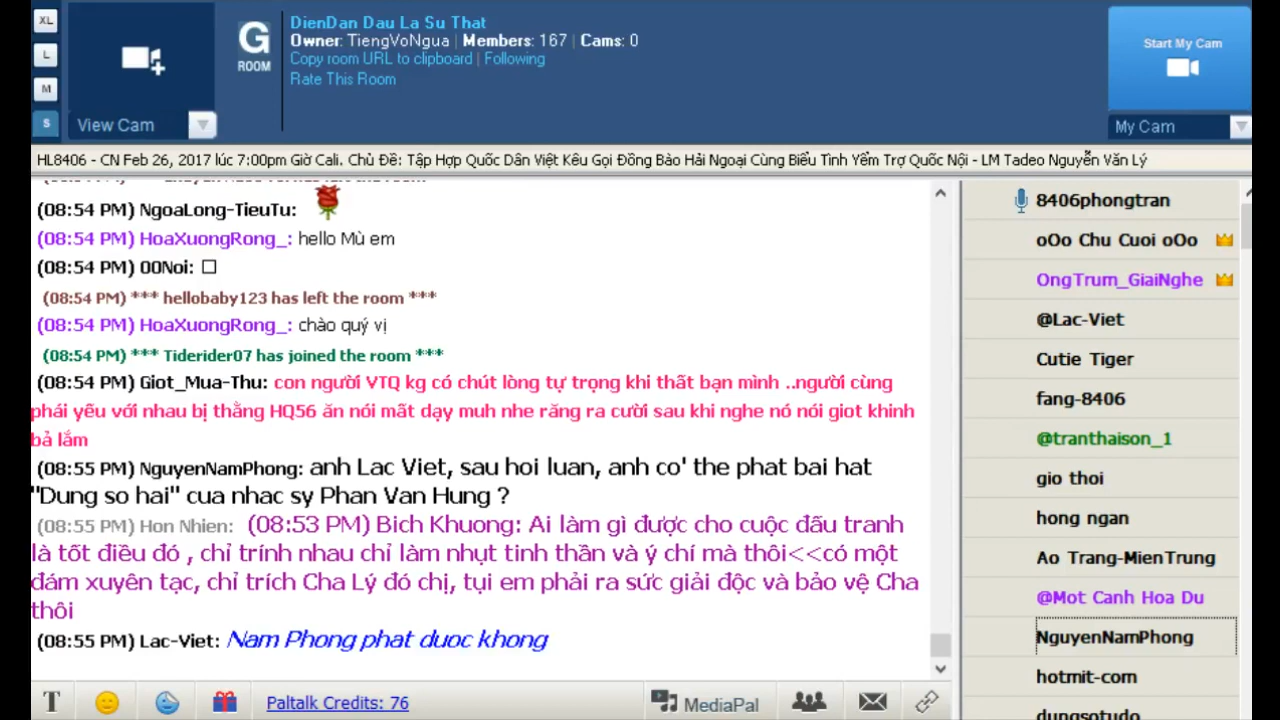 XL
L
M
S
View Cam
G
ROOM
DienDan Dau La Su That
Owner: TiengVoNgua | Members: 167 | Cams: 0
Copy room URL to clipboard | Following
Rate This Room
Start My Cam
My Cam
HL8406 - CN Feb 26, 2017 lúc 7:00pm Giờ Cali. Chủ Đề: Tập Hợp Quốc Dân Việt Kêu Gọi Đồng Bào Hải Ngoại Cùng Biểu Tình Yểm Trợ Quốc Nội - LM Tadeo Nguyễn Văn Lý
(08:54 PM) NgoaLong-TieuTu:
(08:54 PM) HoaXuongRong_: hello Mù em
(08:54 PM) 00Noi: □
(08:54 PM) *** hellobaby123 has left the room ***
(08:54 PM) HoaXuongRong_: chào quý vị
(08:54 PM) *** Tiderider07 has joined the room ***
(08:54 PM) Giot_Mua-Thu: con người VTQ kg có chút lòng tự trọng khi thất bạn mình ..người cùng
phái yếu với nhau bị thằng HQ56 ăn nói mất dạy muh nhe răng ra cười sau khi nghe nó nói giot khinh
bả lắm
(08:55 PM) NguyenNamPhong: anh Lac Viet, sau hoi luan, anh co' the phat bai hat
"Dung so hai" cua nhac sy Phan Van Hung ?
(08:55 PM) Hon Nhien: (08:53 PM) Bich Khuong: Ai làm gì được cho cuộc đấu tranh
là tốt điều đó , chỉ trính nhau chỉ làm nhụt tinh thần và ý chí mà thôi<<có một
đám xuyên tạc, chỉ trích Cha Lý đó chị, tụi em phải ra sức giải độc và bảo vệ Cha
thôi
(08:55 PM) Lac-Viet: Nam Phong phat duoc khong
8406phongtran
oOo Chu Cuoi oOo
OngTrum_GiaiNghe
@Lac-Viet
Cutie Tiger
fang-8406
@tranthaison_1
gio thoi
hong ngan
Ao Trang-MienTrung
@Mot Canh Hoa Du
NguyenNamPhong
hotmit-com
dungsotudo
T
Paltalk Credits: 76
MediaPal